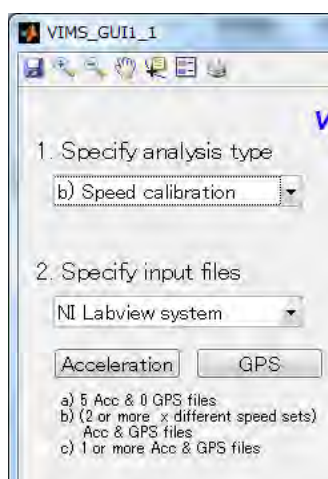 VIMS_GUI1_1
V
1. Specify analysis type
b) Speed calibration
2. Specify input files
NI Labview system
Acceleration GPS
a) 5 Acc & 0 GPS files
b) (2 or more x different speed sets)
Acc & GPS files
c) 1 or more Acc & GPS files